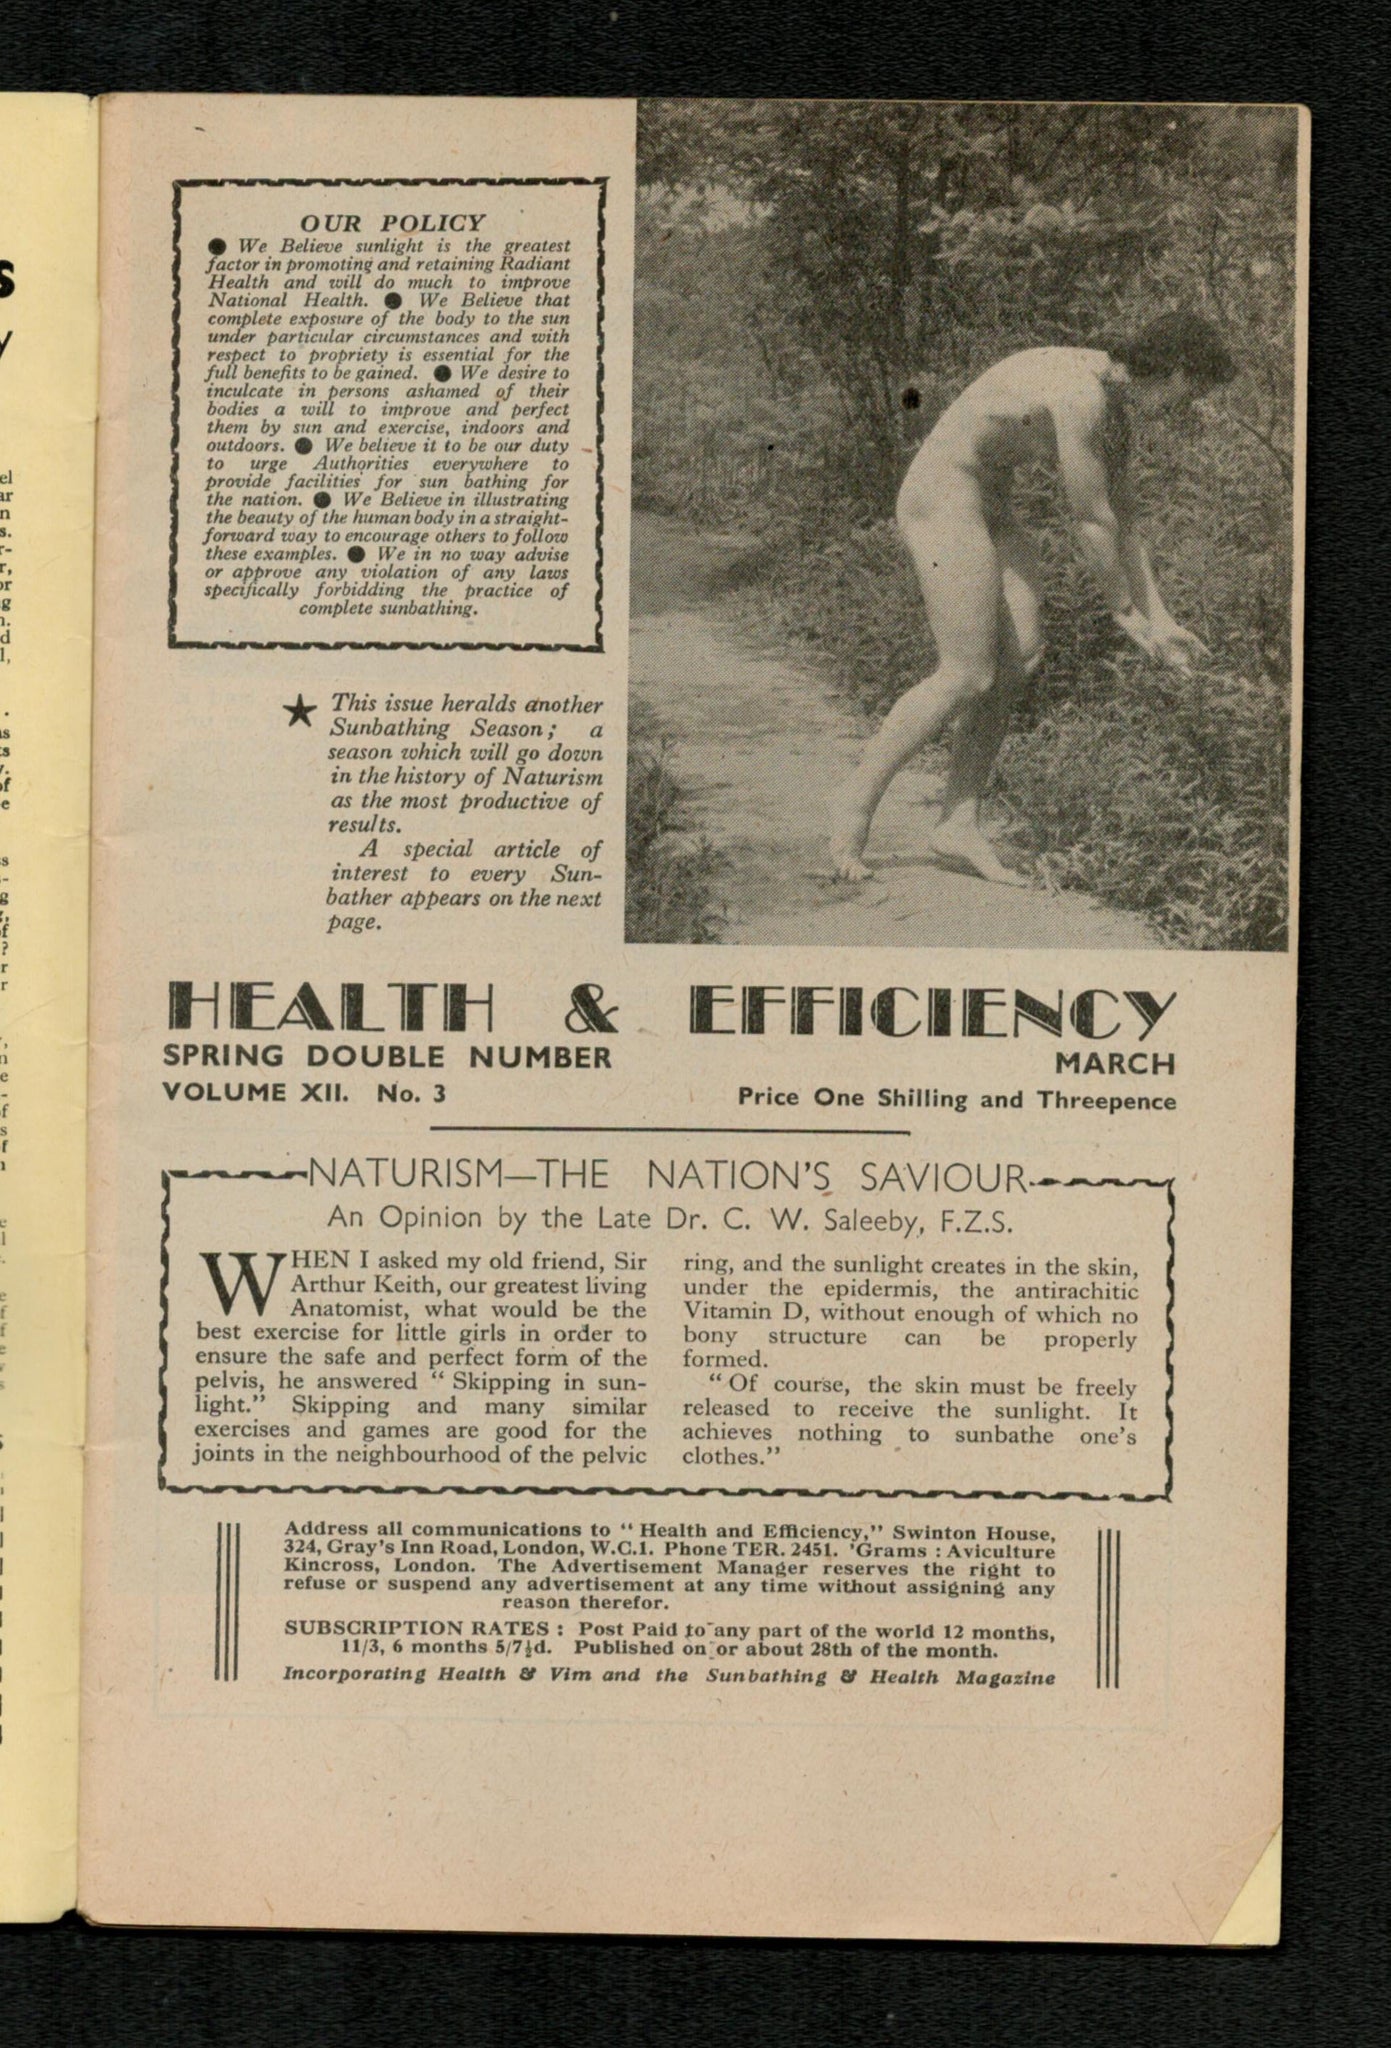 OUR POLICY
● We Believe sunlight is the greatest
factor in promoting and retaining Radiant
Health and will do much to improve
National Health. ● We Believe that
complete exposure of the body to the sun
under particular circumstances and with
respect to propriety is essential for the
full benefits to be gained. ● We desire to
inculcate in persons ashamed of their
bodies a will to improve and perfect
them by sun and exercise, indoors and
outdoors. ● We believe it to be our duty
to urge Authorities everywhere to
provide facilities for sun bathing for
the nation. ● We Believe in illustrating
the beauty of the human body in a straight-
forward way to encourage others to follow
these examples. ● We in no way advise
or approve any violation of any laws
specifically forbidding the practice of
complete sunbathing.
★ This issue heralds another
Sunbathing Season; a
season which will go down
in the history of Naturism
as the most productive of
results.
A special article of
interest to every Sun-
bather appears on the next
page.
HEALTH & EFFICIENCY
SPRING DOUBLE NUMBER MARCH
VOLUME XII. No. 3 Price One Shilling and Threepence
NATURISM—THE NATION'S SAVIOUR
An Opinion by the Late Dr. C. W. Saleeby, F.Z.S.
WHEN I asked my old friend, Sir
Arthur Keith, our greatest living
Anatomist, what would be the
best exercise for little girls in order to
ensure the safe and perfect form of the
pelvis, he answered "Skipping in sun-
light." Skipping and many similar
exercises and games are good for the
joints in the neighbourhood of the pelvic
ring, and the sunlight creates in the skin,
under the epidermis, the antirachitic
Vitamin D, without enough of which no
bony structure can be properly
formed.
"Of course, the skin must be freely
released to receive the sunlight. It
achieves nothing to sunbathe one's
clothes."
Address all communications to "Health and Efficiency," Swinton House,
324, Gray's Inn Road, London, W.C.1. Phone TER. 2451. 'Grams : Aviculture
Kincross, London. The Advertisement Manager reserves the right to
refuse or suspend any advertisement at any time without assigning any
reason therefor.
SUBSCRIPTION RATES : Post Paid to any part of the world 12 months,
11/3, 6 months 5/7½d. Published on or about 28th of the month.
Incorporating Health & Vim and the Sunbathing & Health Magazine